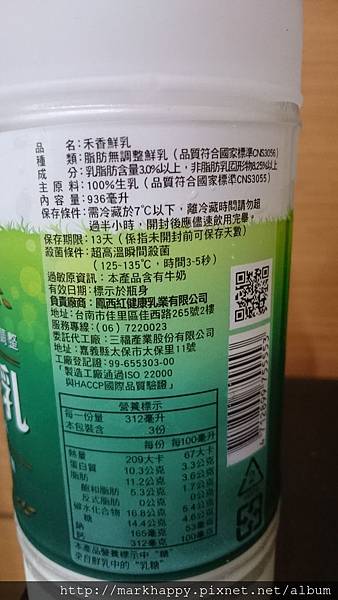 品　　名：禾香鮮乳
種　　類：脂肪無調整鮮乳（品質符合國家標準CNS3056）
成　　分：乳脂肪含量3.0%以上，非脂肪乳固形物8.25%以上
主 原 料：100%生乳（品質符合國家標準CNS3055）
內 容 量：936毫升
保存條件：需冷藏於7°C以下，離冷藏時間請勿超
過半小時，開封後應儘速飲用完畢。
保存期限：13天（係指未開封前可保存天數）
殺菌條件：超高溫瞬間殺菌
（125-135°C，時間3-5秒）
過敏原資訊：本產品含有牛奶
有效日期：標示於瓶身
負責廠商：鳳西紅健康乳業有限公司
地址：台南市佳里區佳西路265號2樓
服務專線：(06) 7220023
委託代工廠：三福產業股份有限公司
地址：嘉義縣太保市太保里11號
工廠登記證：99-655303-00
「製造工廠通過ISO 22000
與HACCP國際品質驗證」
營養標示
每一份量　312毫升
本包裝含　3份
每份　每100毫升
熱量　209大卡　67大卡
蛋白質　10.3公克　3.3公克
脂肪　11.2公克　3.6公克
飽和脂肪　5.3公克　1.7公克
反式脂肪　0公克　0公克
碳水化合物　16.8公克　5.4公克
糖　14.4公克　4.6公克
鈉　165毫克　53毫克
鈣　312毫克　100毫克
本產品營養標示中"糖"
來自鮮乳中的"乳糖"
調整
乳
http://markhappy.pixnet.net/album